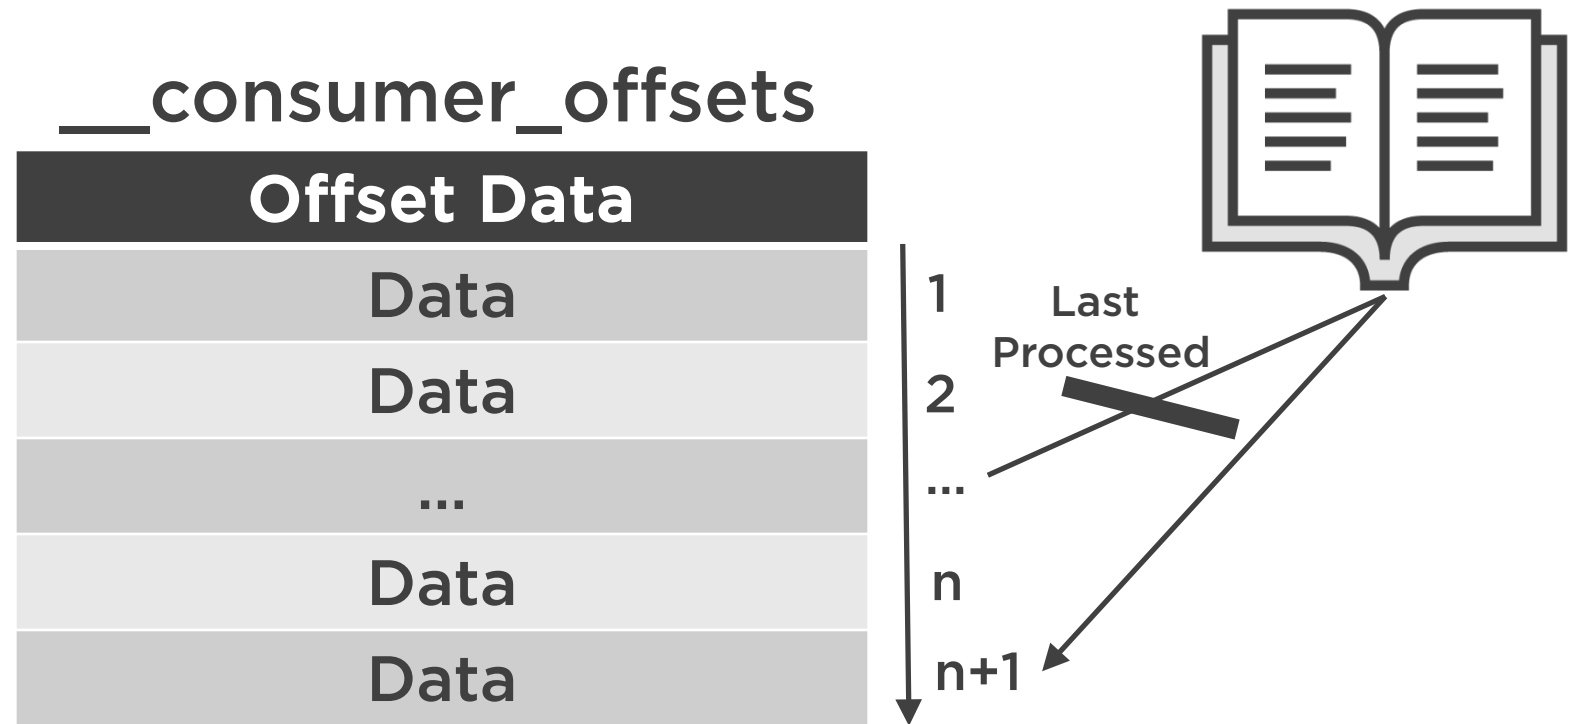 __consumer_offsets
Offset Data
Data
Data
...
Data
Data
1
2
...
n
n+1
Last
Processed